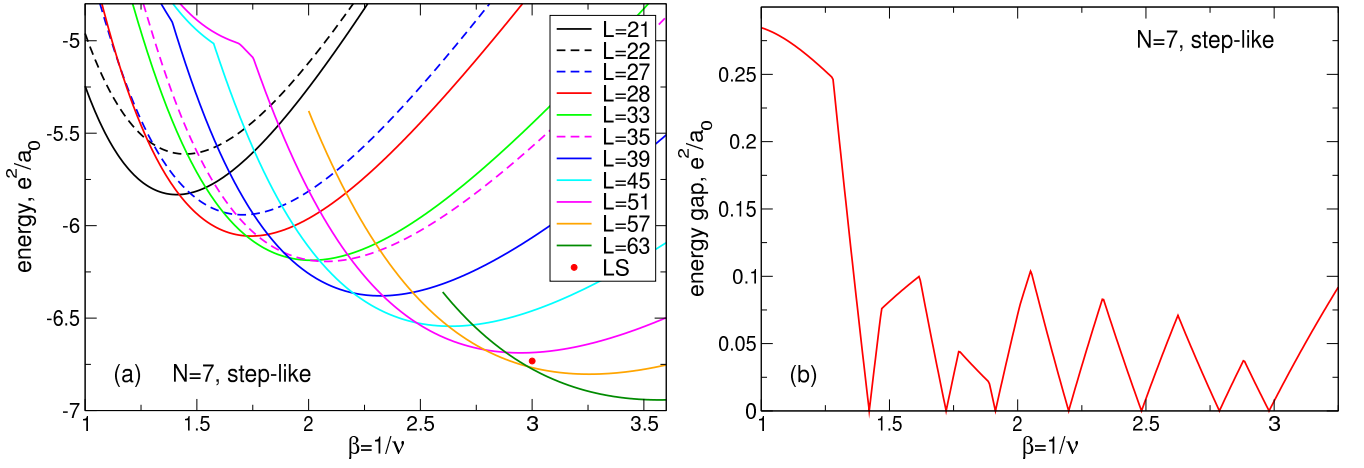 -5
-5.5
-6
-6.5
-7
energy, e²/a₀
1
1.5
2
2.5
3
3.5
β=1/ν
(a)
N=7, step-like
L=21
L=22
L=27
L=28
L=33
L=35
L=39
L=45
L=51
L=57
L=63
LS
0.25
0.2
0.15
0.1
0.05
0
energy gap, e²/a₀
1
1.5
2
2.5
3
β=1/ν
N=7, step-like
(b)